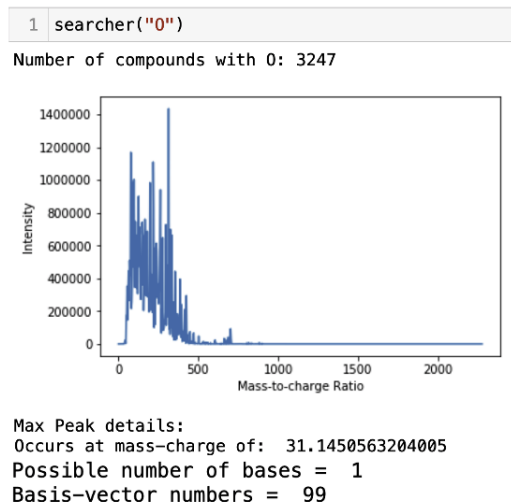 1 searcher("O")
Number of compounds with O: 3247
1400000
1200000
1000000
800000
600000
400000
200000
0
Intensity
0 500 1000 1500 2000
Mass-to-charge Ratio
Max Peak details:
Occurs at mass-charge of: 31.1450563204005
Possible number of bases = 1
Basis-vector numbers = 99